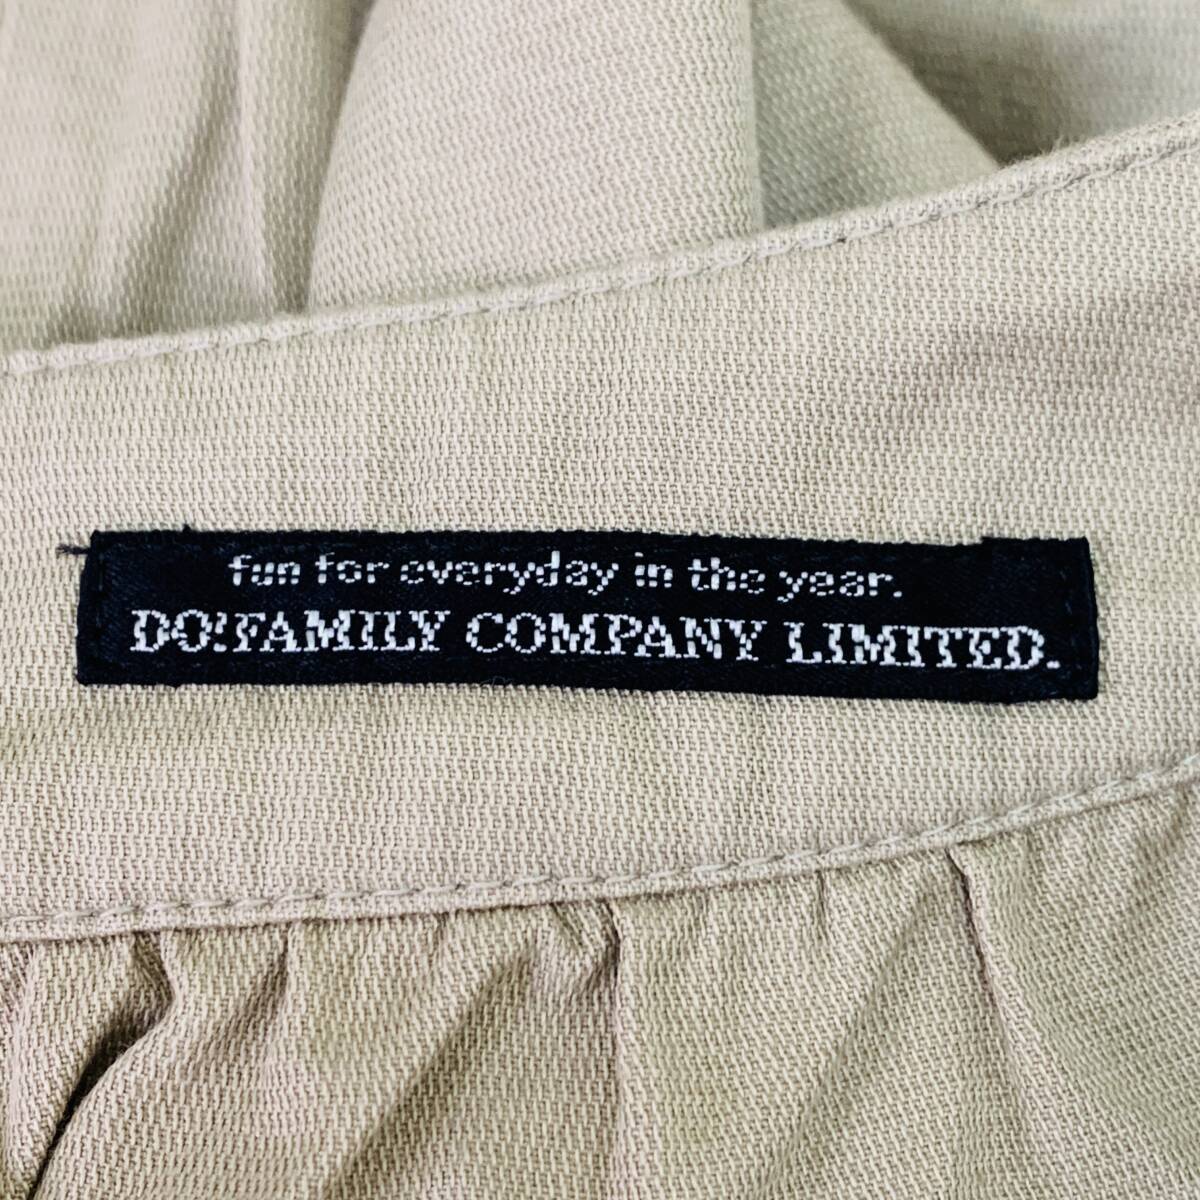 fun for everyday in the year.
DO!FAMILY COMPANY LIMITED.